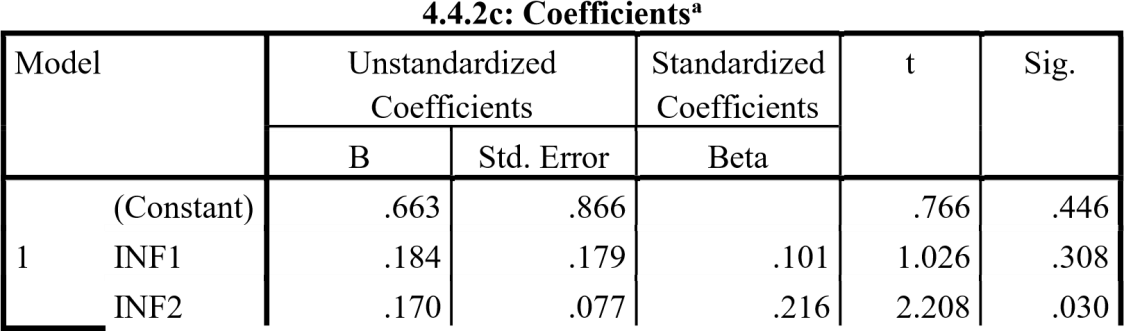 4.4.2c: Coefficientsᵃ
Model Unstandardized Standardized t Sig.
Coefficients Coefficients
B Std. Error Beta
(Constant) .663 .866 .766 .446
1 INF1 .184 .179 .101 1.026 .308
INF2 .170 .077 .216 2.208 .030